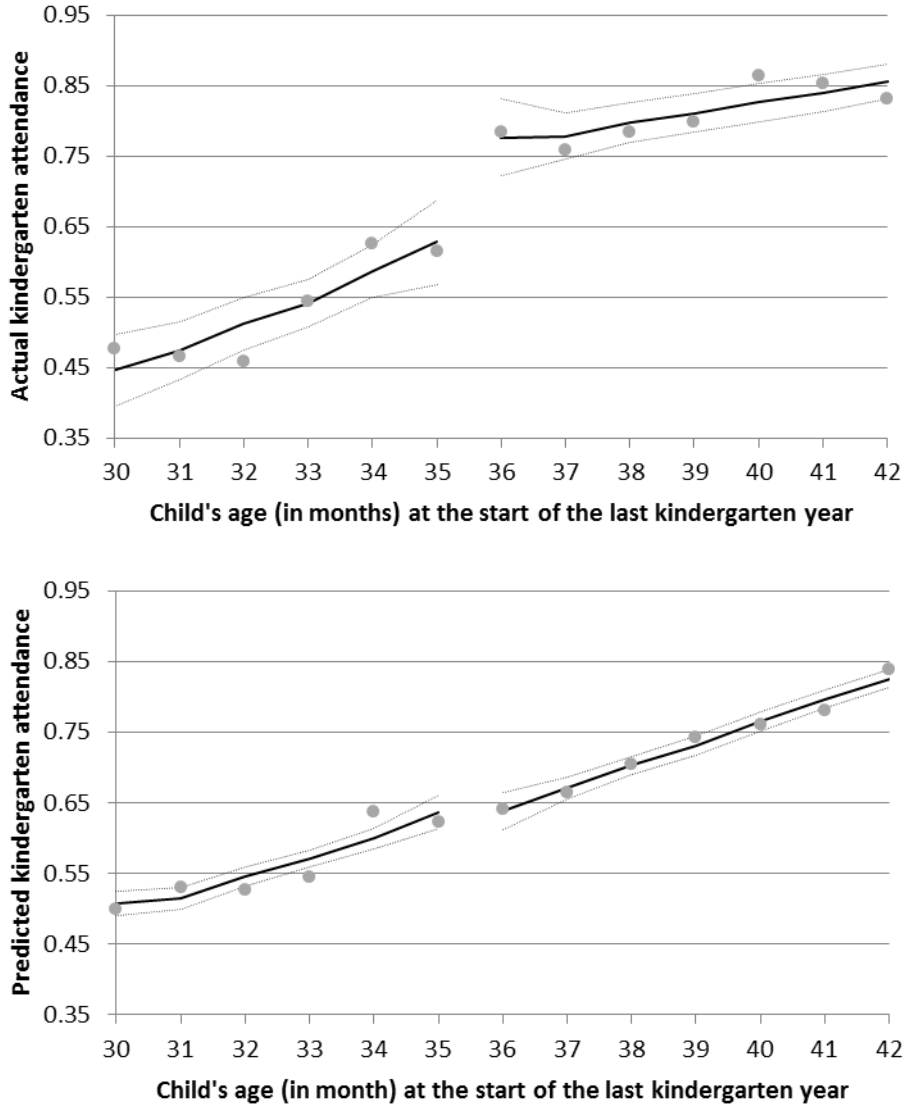 Actual kindergarten attendance
0.95
0.85
0.75
0.65
0.55
0.45
0.35
30 31 32 33 34 35 36 37 38 39 40 41 42
Child's age (in months) at the start of the last kindergarten year
Predicted kindergarten attendance
0.95
0.85
0.75
0.65
0.55
0.45
0.35
30 31 32 33 34 35 36 37 38 39 40 41 42
Child's age (in month) at the start of the last kindergarten year